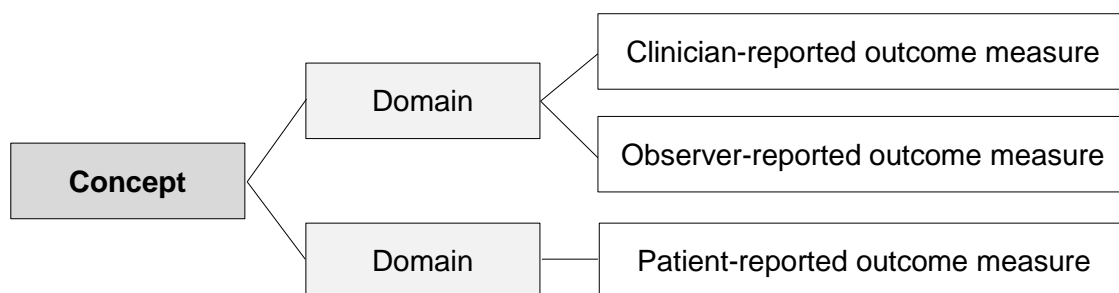 Concept
Domain
Clinician-reported outcome measure
Observer-reported outcome measure
Domain
Patient-reported outcome measure